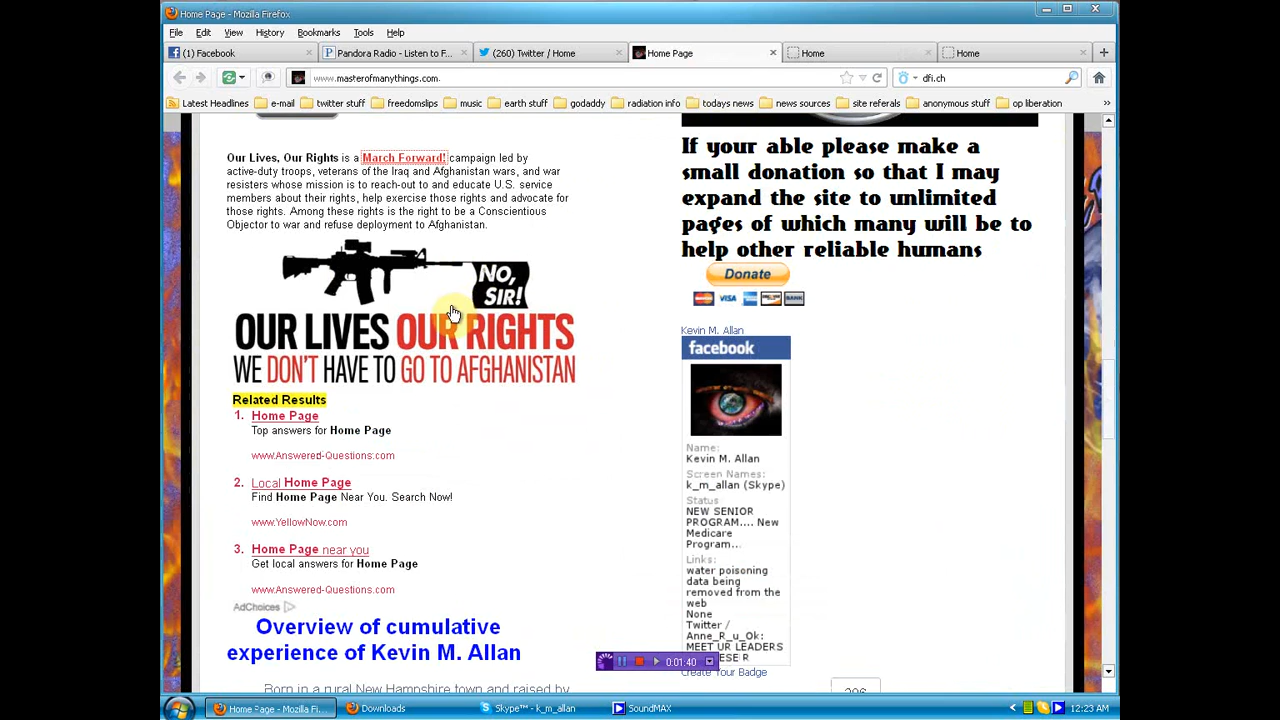 Home Page - Mozilla Firefox
File Edit View History Bookmarks Tools Help
(1) Facebook
Pandora Radio - Listen to F...
(260) Twitter / Home
Home Page
Home
Home
www.masterofmanythings.com
dfi.ch
Latest Headlines e-mail twitter stuff freedomslips music earth stuff godaddy radiation info todays news news sources site referals anonymous stuff op liberation
Our Lives, Our Rights is a March Forward! campaign led by
active-duty troops, veterans of the Iraq and Afghanistan wars, and war
resisters whose mission is to reach-out to and educate U.S. service
members about their rights, help exercise those rights and advocate for
those rights. Among these rights is the right to be a Conscientious
Objector to war and refuse deployment to Afghanistan.
NO,
SIR!
OUR LIVES OUR RIGHTS
WE DON'T HAVE TO GO TO AFGHANISTAN
Related Results
1. Home Page
Top answers for Home Page
www.Answered-Questions.com
2. Local Home Page
Find Home Page Near You. Search Now!
www.YellowNow.com
3. Home Page near you
Get local answers for Home Page
www.Answered-Questions.com
AdChoices
Overview of cumulative
experience of Kevin M. Allan
Born in a rural New Hampshire town and raised by
If your able please make a
small donation so that I may
expand the site to unlimited
pages of which many will be to
help other reliable humans
Donate
VISA
BANK
Kevin M. Allan
facebook
Name:
Kevin M. Allan
Screen Names:
k_m_allan (Skype)
Status
NEW SENIOR
PROGRAM.... New
Medicare
Program...
Links:
water poisoning
data being
removed from the
web
None
Twitter /
Anne_R_u_Ok:
MEET UR LEADERS
Create Your Badge
0:01:40
Home Page - Mozilla Fi...
Downloads
Skype™ - k_m_allan
SoundMAX
12:23 AM